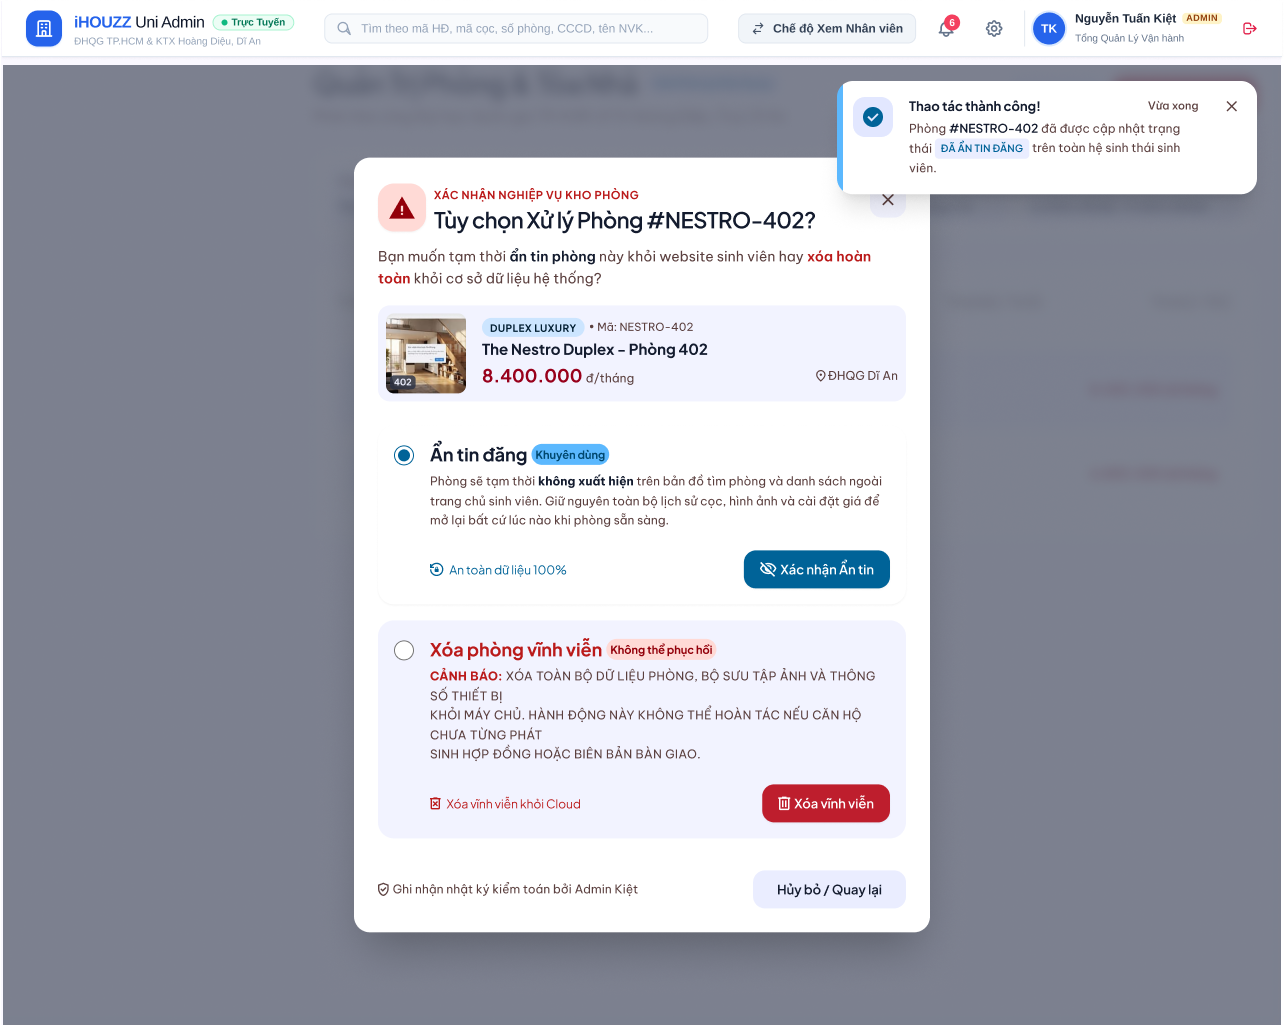 iHOUZZ Uni Admin
Trực Tuyến
ĐHQG TP.HCM & KTX Hoàng Diệu, Dĩ An
Tìm theo mã HĐ, mã cọc, số phòng, CCCD, tên NVK...
Chế độ Xem Nhân viên
6
TK
Nguyễn Tuấn Kiệt
ADMIN
Tổng Quản Lý Vận hành
Thao tác thành công!
Vừa xong
Phòng #NESTRO-402 đã được cập nhật trạng
thái ĐÃ ẨN TIN ĐĂNG trên toàn hệ sinh thái sinh
viên.
XÁC NHẬN NGHIỆP VỤ KHO PHÒNG
Tùy chọn Xử lý Phòng #NESTRO-402?
Bạn muốn tạm thời ẩn tin phòng này khỏi website sinh viên hay xóa hoàn
toàn khỏi cơ sở dữ liệu hệ thống?
402
DUPLEX LUXURY
• Mã: NESTRO-402
The Nestro Duplex - Phòng 402
8.400.000 đ/tháng
ĐHQG Dĩ An
Ẩn tin đăng
Khuyên dùng
Phòng sẽ tạm thời không xuất hiện trên bản đồ tìm phòng và danh sách ngoài
trang chủ sinh viên. Giữ nguyên toàn bộ lịch sử cọc, hình ảnh và cài đặt giá để
mở lại bất cứ lúc nào khi phòng sẵn sàng.
An toàn dữ liệu 100%
Xác nhận Ẩn tin
Xóa phòng vĩnh viễn
Không thể phục hồi
CẢNH BÁO: XÓA TOÀN BỘ DỮ LIỆU PHÒNG, BỘ SƯU TẬP ẢNH VÀ THÔNG
SỐ THIẾT BỊ
KHỎI MÁY CHỦ. HÀNH ĐỘNG NÀY KHÔNG THỂ HOÀN TÁC NẾU CĂN HỘ
CHƯA TỪNG PHÁT
SINH HỢP ĐỒNG HOẶC BIÊN BẢN BÀN GIAO.
Xóa vĩnh viễn khỏi Cloud
Xóa vĩnh viễn
Ghi nhận nhật ký kiểm toán bởi Admin Kiệt
Hủy bỏ / Quay lại